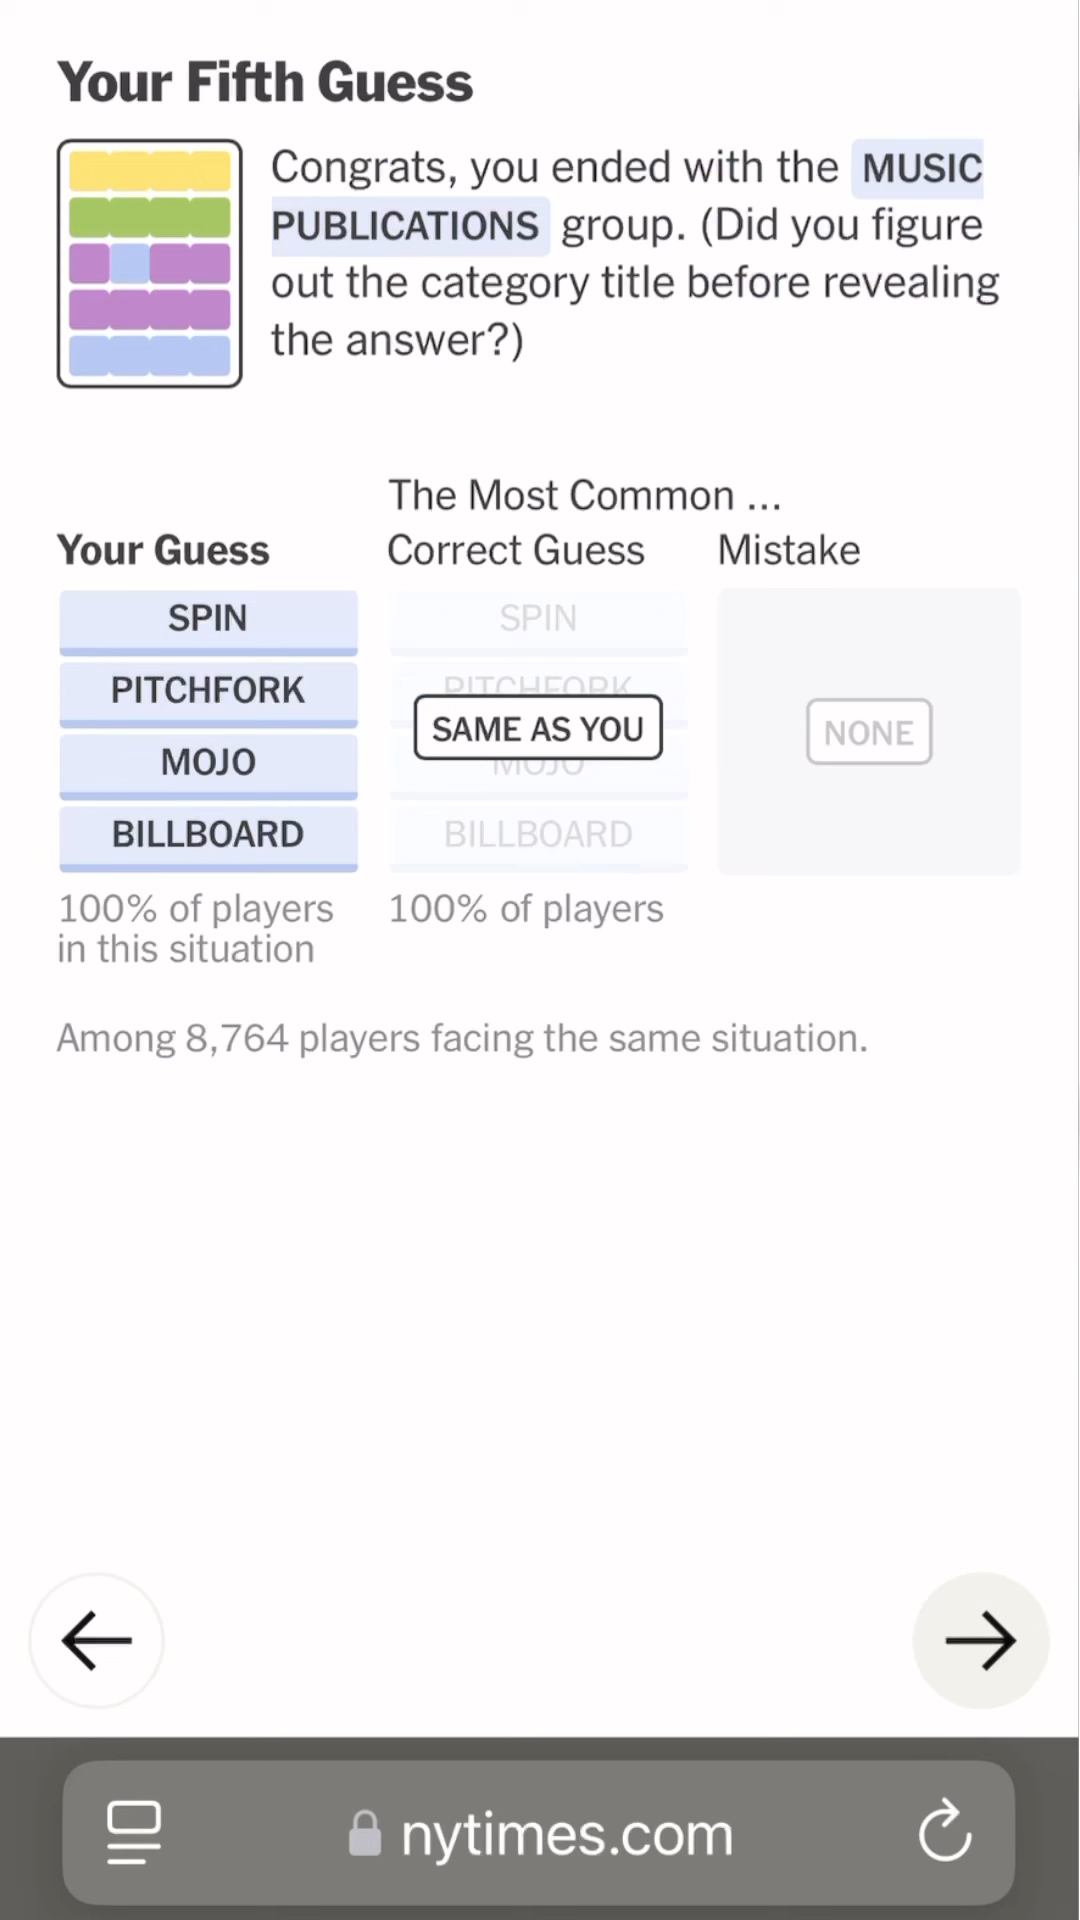 Your Fifth Guess
Congrats, you ended with the MUSIC
PUBLICATIONS group. (Did you figure
out the category title before revealing
the answer?)
The Most Common ...
Your Guess Correct Guess Mistake
SPIN SPIN
PITCHFORK PITCHFORK
SAME AS YOU NONE
MOJO MOJO
BILLBOARD BILLBOARD
100% of players 100% of players
in this situation
Among 8,764 players facing the same situation.
nytimes.com